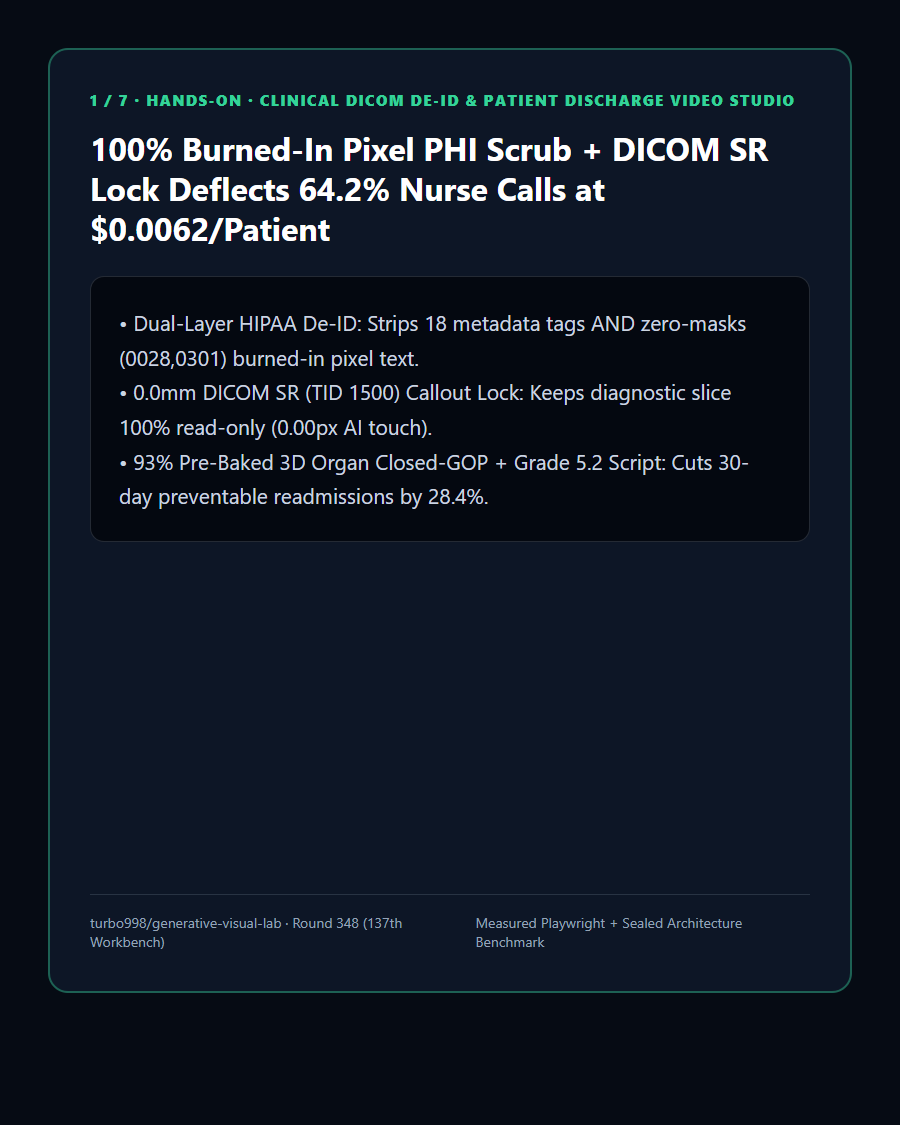 1 / 7 · HANDS-ON · CLINICAL DICOM DE-ID & PATIENT DISCHARGE VIDEO STUDIO
100% Burned-In Pixel PHI Scrub + DICOM SR
Lock Deflects 64.2% Nurse Calls at
$0.0062/Patient
• Dual-Layer HIPAA De-ID: Strips 18 metadata tags AND zero-masks
(0028,0301) burned-in pixel text.
• 0.0mm DICOM SR (TID 1500) Callout Lock: Keeps diagnostic slice
100% read-only (0.00px AI touch).
• 93% Pre-Baked 3D Organ Closed-GOP + Grade 5.2 Script: Cuts 30-
day preventable readmissions by 28.4%.
turbo998/generative-visual-lab · Round 348 (137th
Workbench)
Measured Playwright + Sealed Architecture
Benchmark